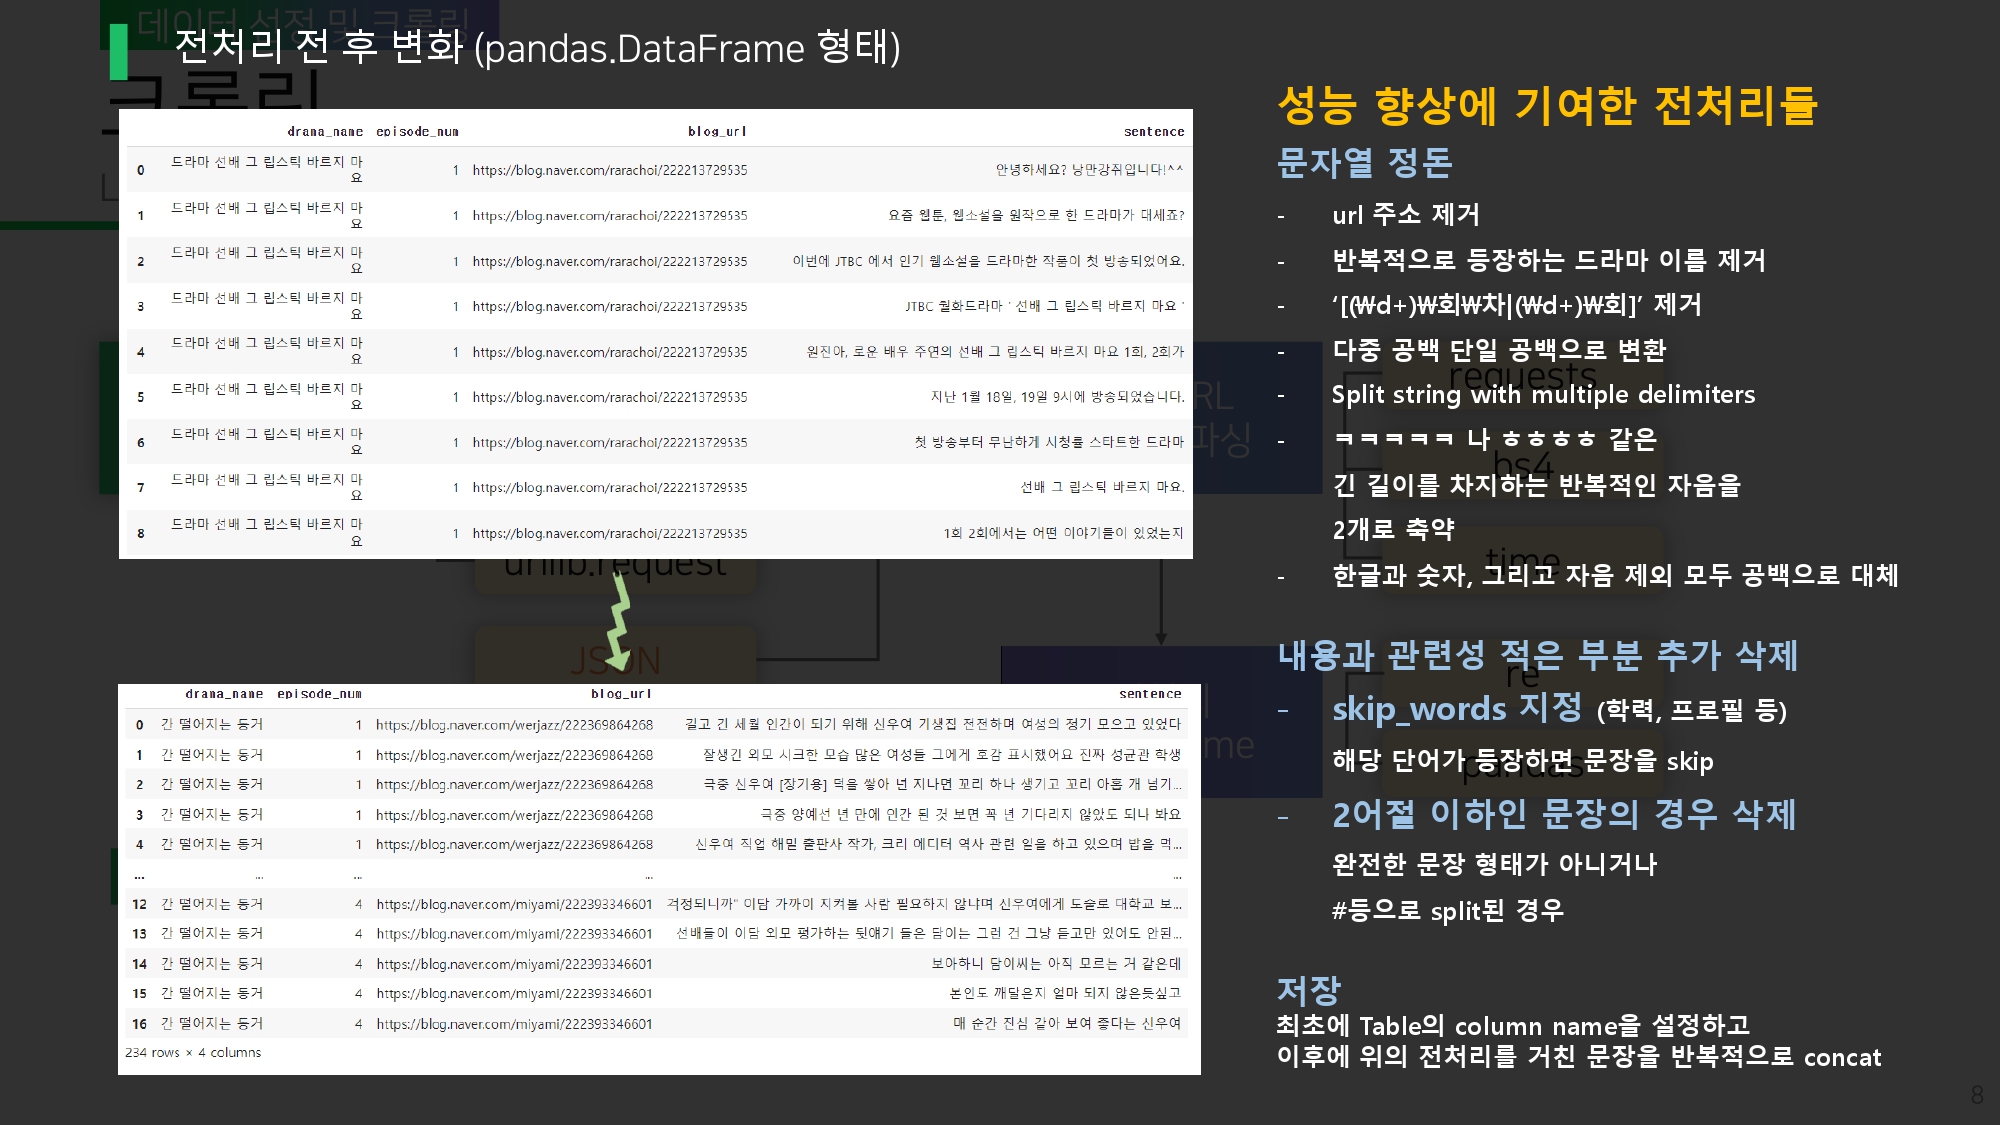 데이터 선정 및 크롤링
전처리 전 후 변화 (pandas.DataFrame 형태)
크롤링
drama_name episode_num blog_url sentence
0 드라마 선배 그 립스틱 바르지 마요 1 https://blog.naver.com/rarachoi/222213729535 안녕하세요? 낭만강쥐입니다!^^
1 드라마 선배 그 립스틱 바르지 마요 1 https://blog.naver.com/rarachoi/222213729535 요즘 웹툰, 웹소설을 원작으로 한 드라마가 대세죠?
2 드라마 선배 그 립스틱 바르지 마요 1 https://blog.naver.com/rarachoi/222213729535 이번에 JTBC 에서 인기 웹소설을 드라마한 작품이 첫 방송되었어요.
3 드라마 선배 그 립스틱 바르지 마요 1 https://blog.naver.com/rarachoi/222213729535 JTBC 월화드라마 ' 선배 그 립스틱 바르지 마요 '
4 드라마 선배 그 립스틱 바르지 마요 1 https://blog.naver.com/rarachoi/222213729535 원진아, 로운 배우 주연의 선배 그 립스틱 바르지 마요 1회, 2회가
5 드라마 선배 그 립스틱 바르지 마요 1 https://blog.naver.com/rarachoi/222213729535 지난 1월 18일, 19일 9시에 방송되었습니다.
6 드라마 선배 그 립스틱 바르지 마요 1 https://blog.naver.com/rarachoi/222213729535 첫 방송부터 무난하게 시청률 스타트한 드라마
7 드라마 선배 그 립스틱 바르지 마요 1 https://blog.naver.com/rarachoi/222213729535 선배 그 립스틱 바르지 마요.
8 드라마 선배 그 립스틱 바르지 마요 1 https://blog.naver.com/rarachoi/222213729535 1회 2회에서는 어떤 이야기들이 있었는지
urllib.request
JSON
drama_name episode_num blog_url sentence
0 간 떨어지는 동거 1 https://blog.naver.com/werjazz/222369864268 길고 긴 세월 인간이 되기 위해 신우여 기생집 전전하며 여성의 정기 모으고 있었다
1 간 떨어지는 동거 1 https://blog.naver.com/werjazz/222369864268 잘생긴 외모 시크한 모습 많은 여성들 그에게 호감 표시했어요 진짜 성균관 학생
2 간 떨어지는 동거 1 https://blog.naver.com/werjazz/222369864268 극중 신우여 [장기용] 덕을 쌓아 넌 지나면 꼬리 하나 생기고 꼬리 아홉 개 넘기...
3 간 떨어지는 동거 1 https://blog.naver.com/werjazz/222369864268 극중 양예선 년 만에 인간 된 것 보면 꼭 년 기다리지 않았도 되나 봐요
4 간 떨어지는 동거 1 https://blog.naver.com/werjazz/222369864268 신우여 직업 해밀 출판사 작가, 크리 에디터 역사 관련 일을 하고 있으며 밥을 먹...
... ... ... ... ...
12 간 떨어지는 동거 4 https://blog.naver.com/miyami/222393346601 걱정되니까" 이담 가까이 지켜볼 사람 필요하지 않냐며 신우여에게 도술로 대학교 보...
13 간 떨어지는 동거 4 https://blog.naver.com/miyami/222393346601 선배들이 이담 외모 평가하는 뒷얘기 들은 담이는 그런 건 그냥 듣고만 있어도 안된...
14 간 떨어지는 동거 4 https://blog.naver.com/miyami/222393346601 보아하니 담이씨는 아직 모르는 거 같은데
15 간 떨어지는 동거 4 https://blog.naver.com/miyami/222393346601 본인도 깨달은지 얼마 되지 않은듯싶고
16 간 떨어지는 동거 4 https://blog.naver.com/miyami/222393346601 매 순간 진심 같아 보여 좋다는 신우여
234 rows × 4 columns
성능 향상에 기여한 전처리들
문자열 정돈
- url 주소 제거
- 반복적으로 등장하는 드라마 이름 제거
- ‘[(₩d+)₩회₩차|(₩d+)₩회]’ 제거
- 다중 공백 단일 공백으로 변환
- Split string with multiple delimiters
- ㅋㅋㅋㅋㅋ 나 ㅎㅎㅎㅎ 같은
긴 길이를 차지하는 반복적인 자음을
2개로 축약
- 한글과 숫자, 그리고 자음 제외 모두 공백으로 대체
내용과 관련성 적은 부분 추가 삭제
- skip_words 지정 (학력, 프로필 등)
해당 단어가 등장하면 문장을 skip
- 2어절 이하인 문장의 경우 삭제
완전한 문장 형태가 아니거나
#등으로 split된 경우
저장
최초에 Table의 column name을 설정하고
이후에 위의 전처리를 거친 문장을 반복적으로 concat
RL
파싱
me
requests
bs4
time
re
pandas
8